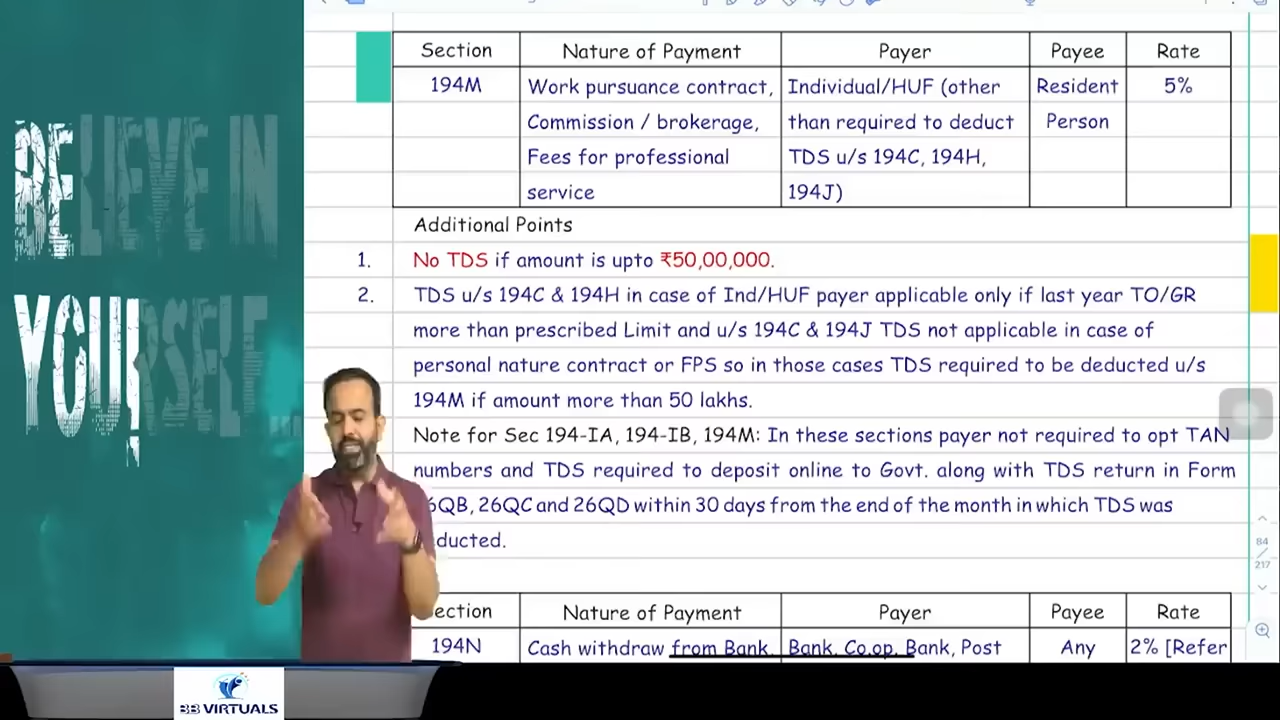 BELIEVE IN
YOURSELF...
Section Nature of Payment Payer Payee Rate
194M Work pursuance contract, Individual/HUF (other Resident 5%
Commission / brokerage, than required to deduct Person
Fees for professional TDS u/s 194C, 194H,
service 194J)
Additional Points
1. No TDS if amount is upto ₹50,00,000.
2. TDS u/s 194C & 194H in case of Ind/HUF payer applicable only if last year TO/GR
more than prescribed Limit and u/s 194C & 194J TDS not applicable in case of
personal nature contract or FPS so in those cases TDS required to be deducted u/s
194M if amount more than 50 lakhs.
Note for Sec 194-IA, 194-IB, 194M: In these sections payer not required to opt TAN
numbers and TDS required to deposit online to Govt. along with TDS return in Form
6QB, 26QC and 26QD within 30 days from the end of the month in which TDS was
ducted.
84
/
217
ection Nature of Payment Payer Payee Rate
194N Cash withdraw from Bank, Bank, Co.op. Bank, Post Any 2% [Refer
BB VIRTUALS